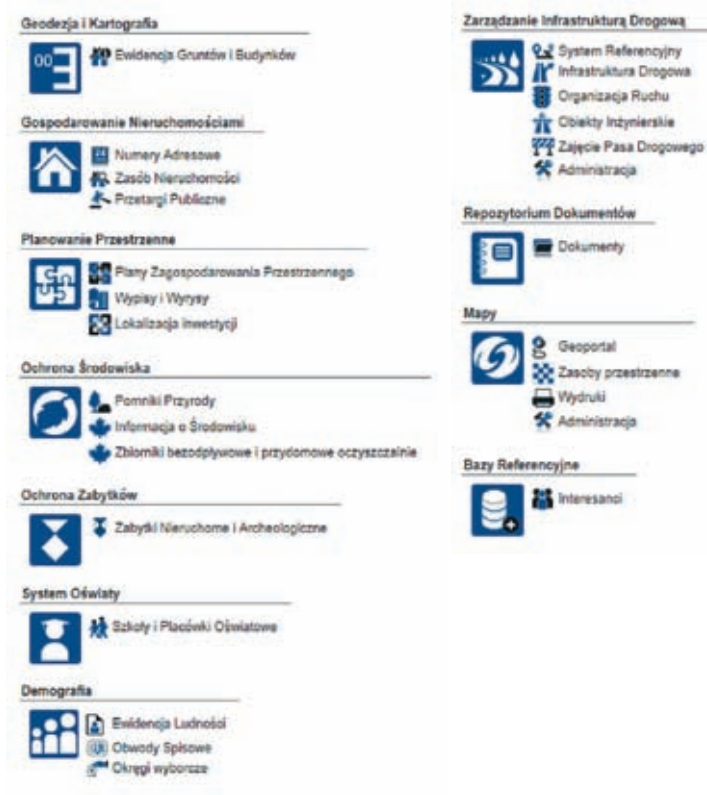 Geodezja i Kartografia
00
Ewidencja Gruntów i Budynków
Gospodarowanie Nieruchomościami
Numery Adresowe
Zasób Nieruchomości
Przetargi Publiczne
Planowanie Przestrzenne
Plany Zagospodarowania Przestrzennego
Wypisy i Wyrysy
Lokalizacja Inwestycji
Ochrona Środowiska
Pomniki Przyrody
Informacja o Środowisku
Zbiorniki bezodpływowe i przydomowe oczyszczalnie
Ochrona Zabytków
Zabytki Nieruchome i Archeologiczne
System Oświaty
Szkoły i Placówki Oświatowe
Demografia
Ewidencja Ludności
Obwody Spisowe
Okręgi wyborcze
Zarządzanie Infrastrukturą Drogową
System Referencyjny
Infrastruktura Drogowa
Organizacja Ruchu
Obiekty Inżynierskie
Zajęcie Pasa Drogowego
Administracja
Repozytorium Dokumentów
Dokumenty
Mapy
Geoportal
Zasoby przestrzenne
Wydruki
Administracja
Bazy Referencyjne
Interesanci